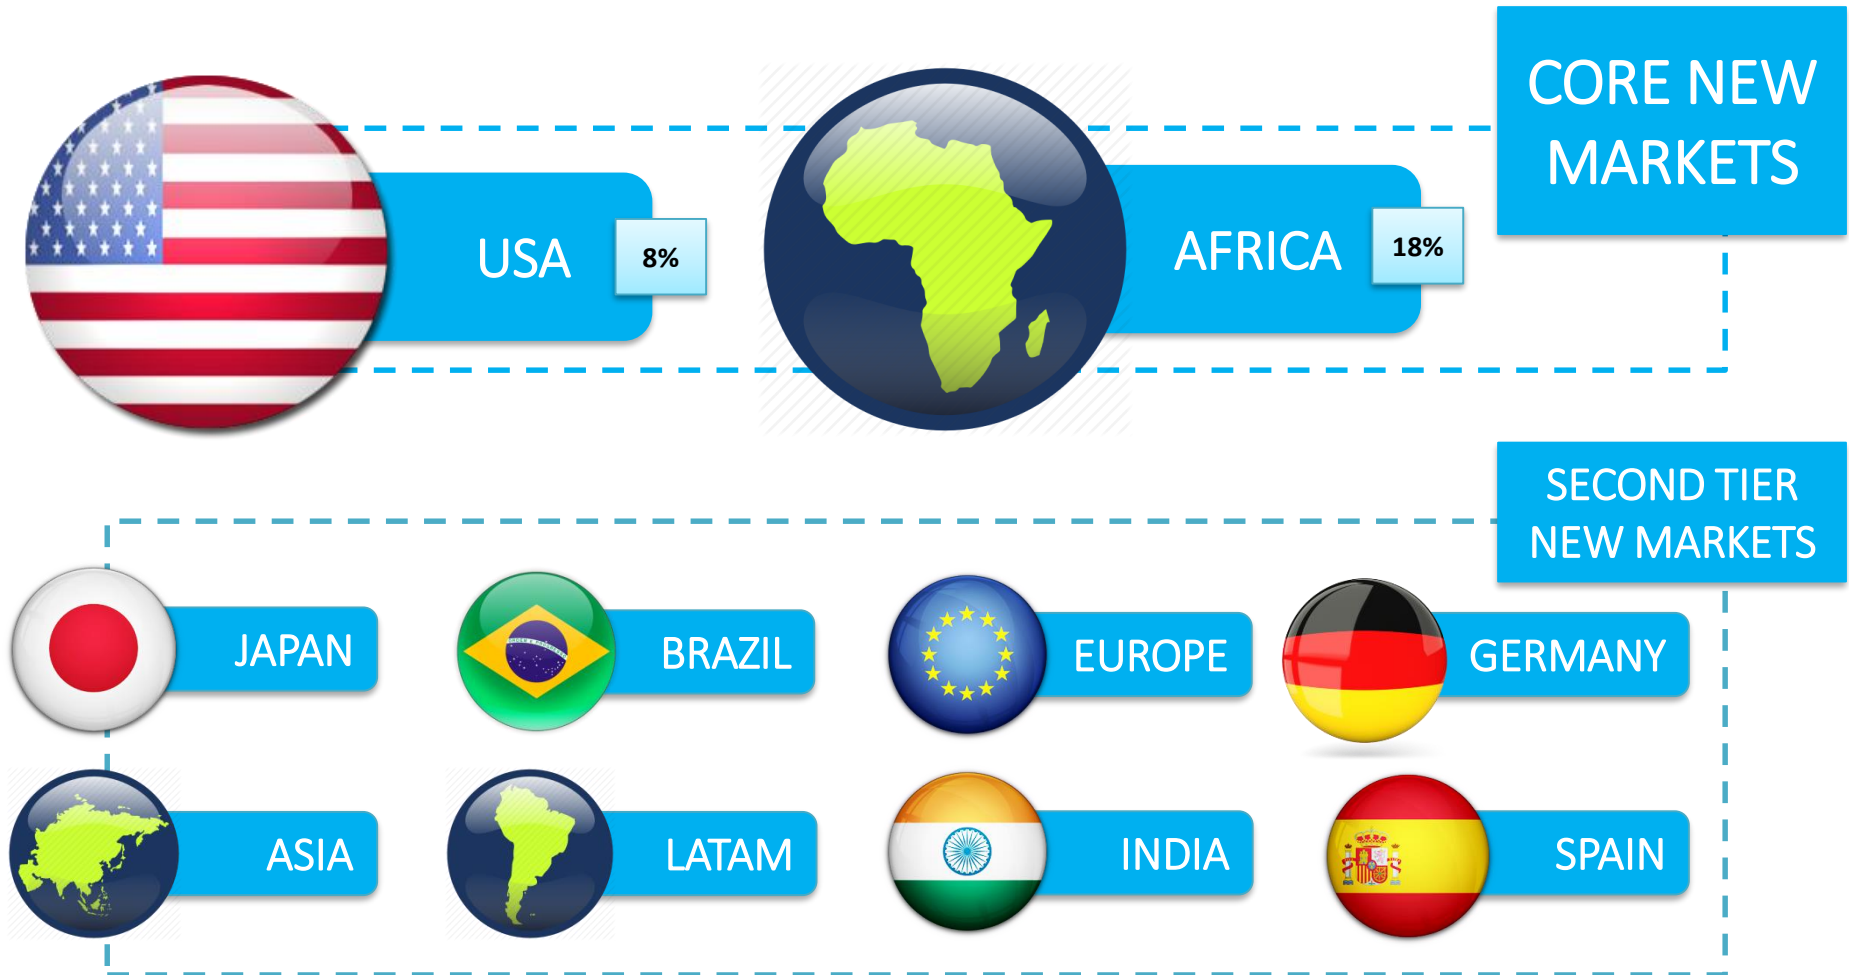 CORE NEW
MARKETS
USA
8%
AFRICA
18%
SECOND TIER
NEW MARKETS
JAPAN
BRAZIL
EUROPE
GERMANY
ASIA
LATAM
INDIA
SPAIN